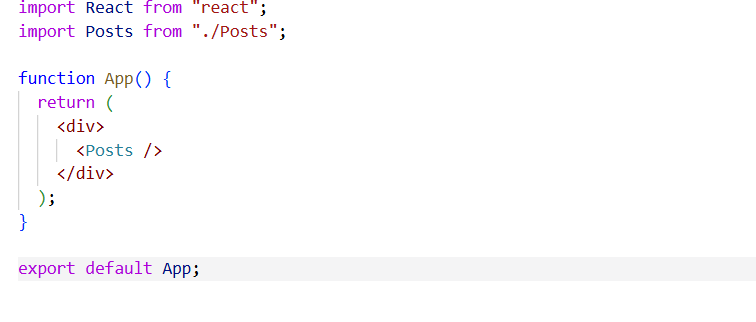 import React from "react";
import Posts from "./Posts";
function App() {
return (
<div>
<Posts />
</div>
);
}
export default App;